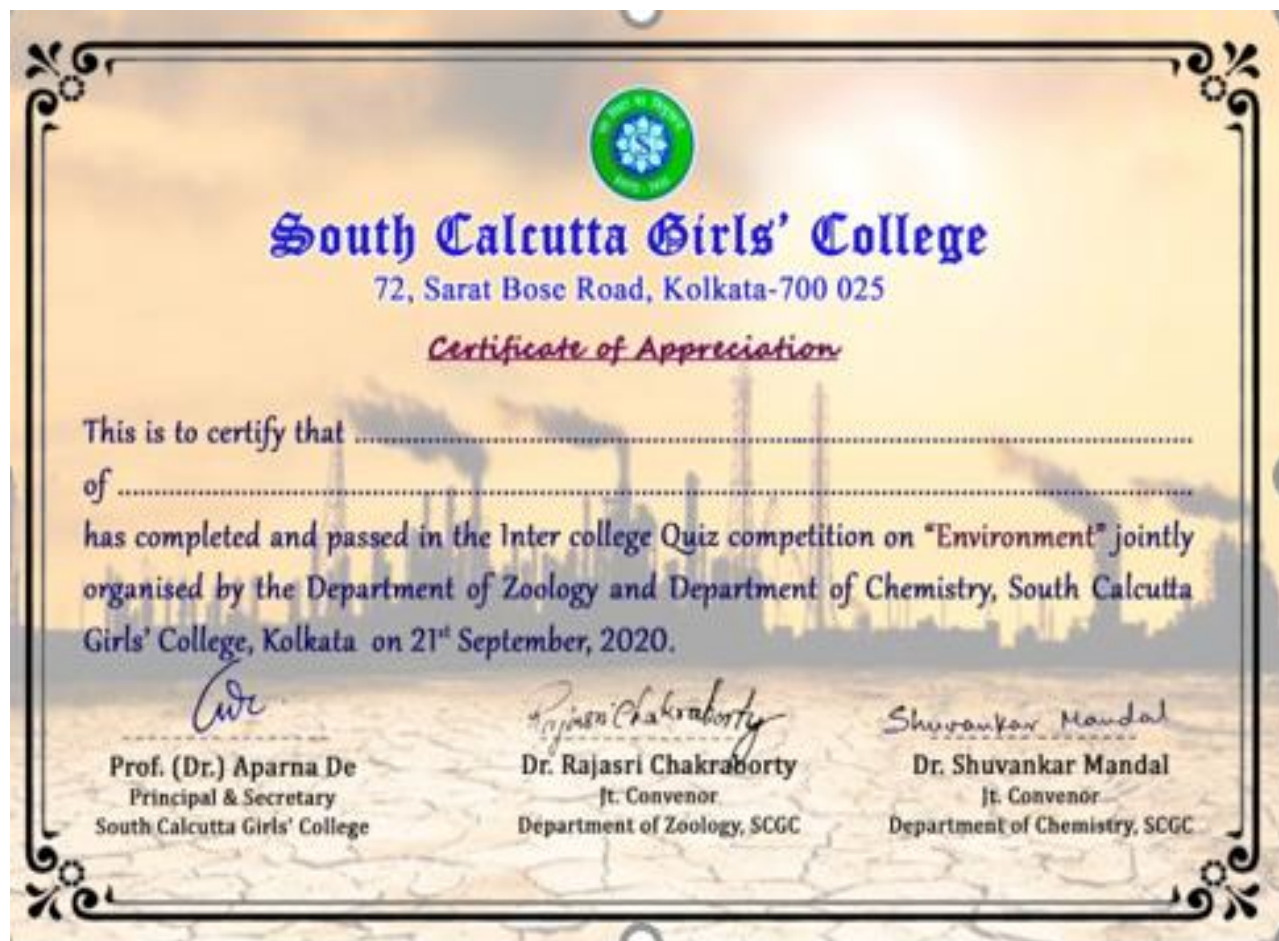 South Calcutta Girls' College
72, Sarat Bose Road, Kolkata-700 025
Certificate of Appreciation
This is to certify that ........................................
of ........................................
has completed and passed in the Inter college Quiz competition on "Environment" jointly
organised by the Department of Zoology and Department of Chemistry, South Calcutta
Girls' College, Kolkata on 21st September, 2020.
Rajasri Chakraborty Shuvankar Mandal
Prof. (Dr.) Aparna De Dr. Rajasri Chakraborty Dr. Shuvankar Mandal
Principal & Secretary Jt. Convenor Jt. Convenor
South Calcutta Girls' College Department of Zoology, SCGC Department of Chemistry, SCGC